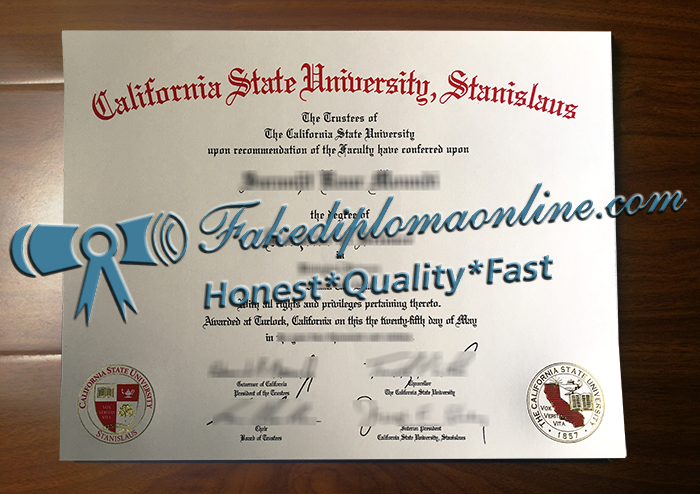 California State University, Stanislaus
The Trustees of
The California State University
upon recommendation of the Faculty have conferred upon
the degree of
Fakediplomaonline.com
in
Honest*Quality*Fast
with all rights and privileges pertaining thereto.
Awarded at Turlock, California on this the twenty-fifth day of May
in
Governor of California
President of the Trustees
Chancellor
The California State University
Chair
Board of Trustees
Interim President
California State University, Stanislaus
CALIFORNIA STATE UNIVERSITY
VOX
VERITAS
VITA
STANISLAUS
THE CALIFORNIA STATE UNIVERSITY
VOX
VERITAS
VITA
1857